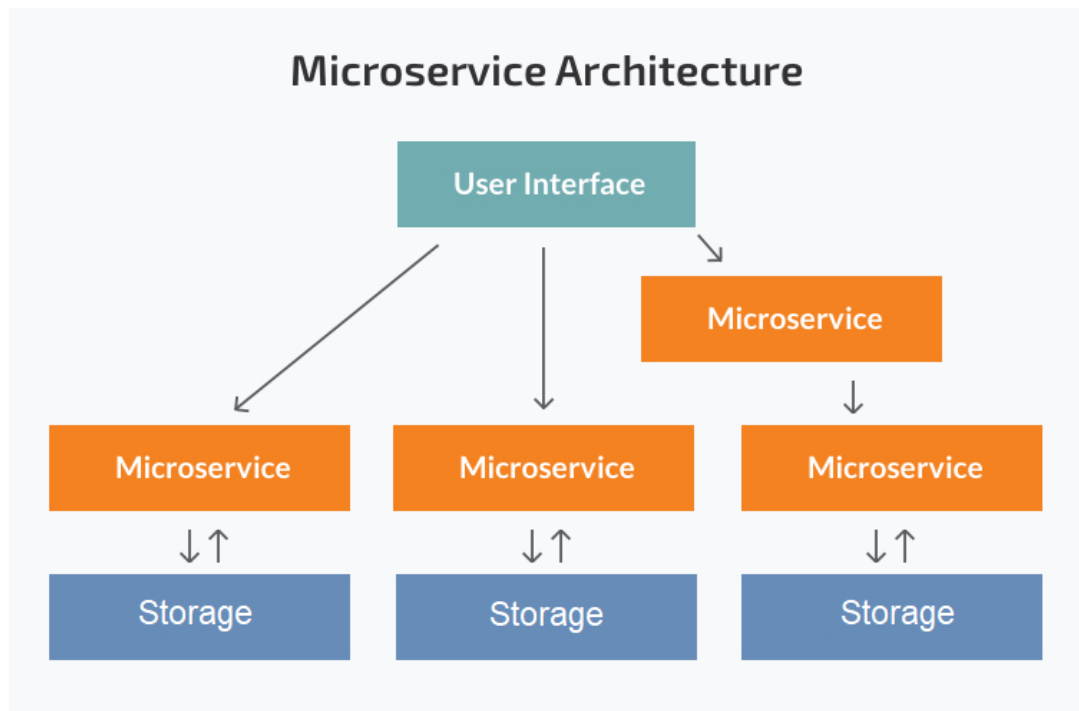 Microservice Architecture
User Interface
Microservice
Microservice
Microservice
Microservice
Storage
Storage
Storage